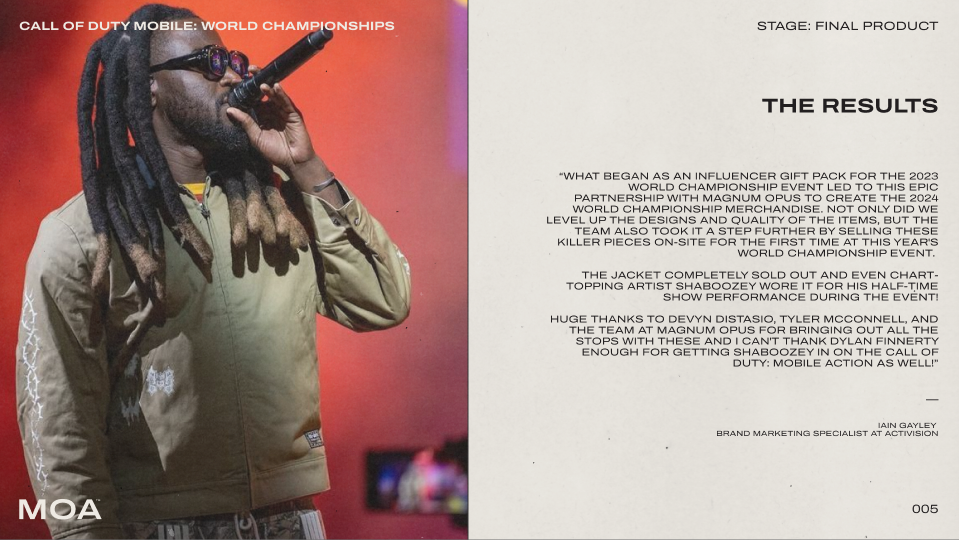 CALL OF DUTY MOBILE: WORLD CHAMPIONSHIPS
MOA™
STAGE: FINAL PRODUCT
THE RESULTS
“WHAT BEGAN AS AN INFLUENCER GIFT PACK FOR THE 2023
WORLD CHAMPIONSHIP EVENT LED TO THIS EPIC
PARTNERSHIP WITH MAGNUM OPUS TO CREATE THE 2024
WORLD CHAMPIONSHIP MERCHANDISE. NOT ONLY DID WE
LEVEL UP THE DESIGNS AND QUALITY OF THE ITEMS, BUT THE
TEAM ALSO TOOK IT A STEP FURTHER BY SELLING THESE
KILLER PIECES ON-SITE FOR THE FIRST TIME AT THIS YEAR'S
WORLD CHAMPIONSHIP EVENT.
THE JACKET COMPLETELY SOLD OUT AND EVEN CHART-
TOPPING ARTIST SHABOOZEY WORE IT FOR HIS HALF-TIME
SHOW PERFORMANCE DURING THE EVENT!
HUGE THANKS TO DEVYN DISTASIO, TYLER MCCONNELL, AND
THE TEAM AT MAGNUM OPUS FOR BRINGING OUT ALL THE
STOPS WITH THESE AND I CAN'T THANK DYLAN FINNERTY
ENOUGH FOR GETTING SHABOOZEY IN ON THE CALL OF
DUTY: MOBILE ACTION AS WELL!”
—
IAIN GAYLEY
BRAND MARKETING SPECIALIST AT ACTIVISION
005